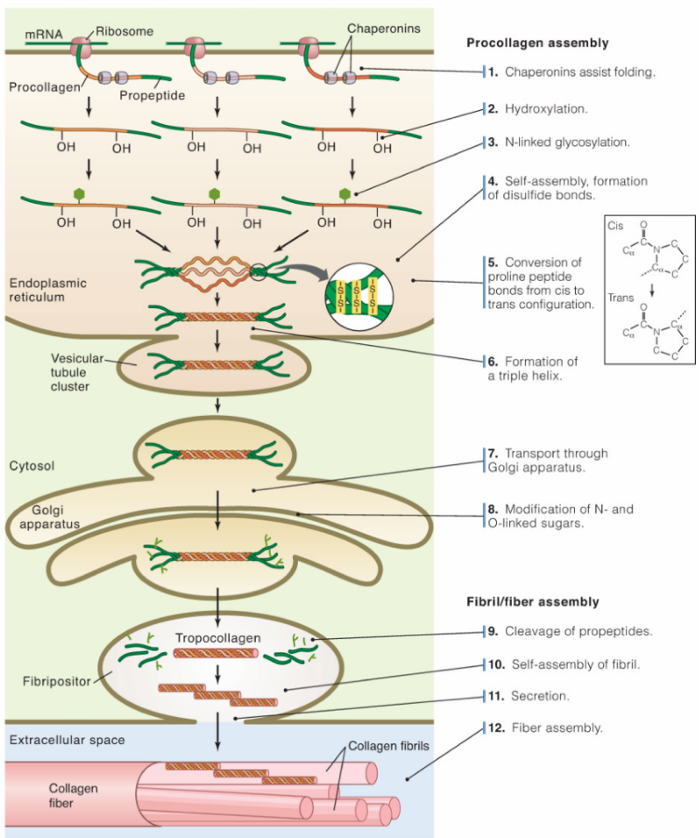 mRNA
Ribosome
Chaperonins
Procollagen
Propeptide
OH
OH
OH
OH
OH
OH
OH
OH
OH
OH
OH
OH
Endoplasmic
reticulum
S-S
S-S
S-S
Vesicular
tubule
cluster
Cytosol
Golgi
apparatus
Tropocollagen
Fibripositor
Extracellular space
Collagen fibrils
Collagen
fiber
Procollagen assembly
1. Chaperonins assist folding.
2. Hydroxylation.
3. N-linked glycosylation.
4. Self-assembly, formation
of disulfide bonds.
5. Conversion of
proline peptide
bonds from cis to
trans configuration.
Cis
O
C
Cα
N
C
C
C
Cα
Trans
O
C
Cα
N
Cα
C
C
C
6. Formation of
a triple helix.
7. Transport through
Golgi apparatus.
8. Modification of N- and
O-linked sugars.
Fibril/fiber assembly
9. Cleavage of propeptides.
10. Self-assembly of fibril.
11. Secretion.
12. Fiber assembly.